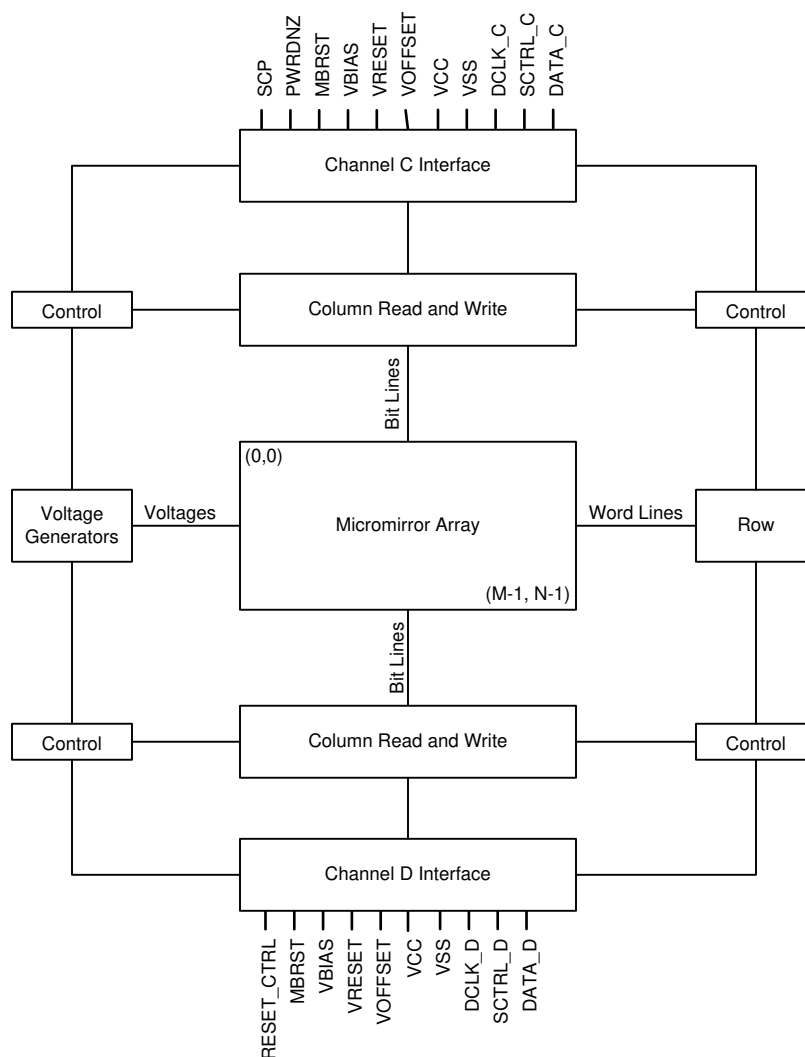 SCP
PWRDNZ
MBRST
VBIAS
VRESET
VOFFSET
VCC
VSS
DCLK_C
SCTRL_C
DATA_C
Channel C Interface
Control
Column Read and Write
Control
Bit Lines
(0,0)
Voltage
Generators
Voltages
Micromirror Array
Word Lines
Row
(M-1, N-1)
Bit Lines
Control
Column Read and Write
Control
Channel D Interface
RESET_CTRL
MBRST
VBIAS
VRESET
VOFFSET
VCC
VSS
DCLK_D
SCTRL_D
DATA_D